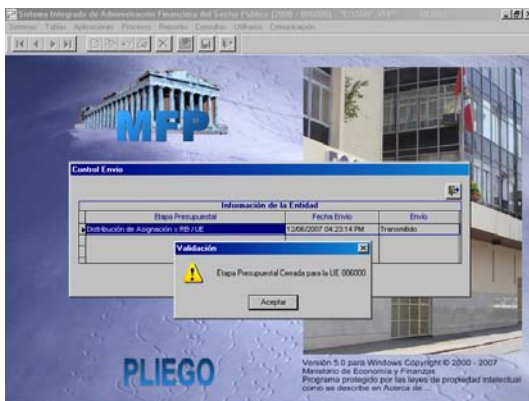 Sistema Integrado de Administración Financiera del Sector Público (2008 - 006000)
Sistemas Tablas Aplicaciones Procesos Reportes Consultas Utilitarios Comunicación
MFP
Control Envío
Información de la Entidad
Etapa Presupuestal Fecha Envío Envío
Distribución de Asignación x RB / UE 12/06/2007 04:23:14 PM Transmitido
Validación
Etapa Presupuestal Cerrada para la UE 006000
Aceptar
PLIEGO
Versión 5.0 para Windows Copyright © 2000 - 2007
Ministerio de Economía y Finanzas
Programa protegido por las leyes de propiedad intelectual
como se describe en Acerca de ...